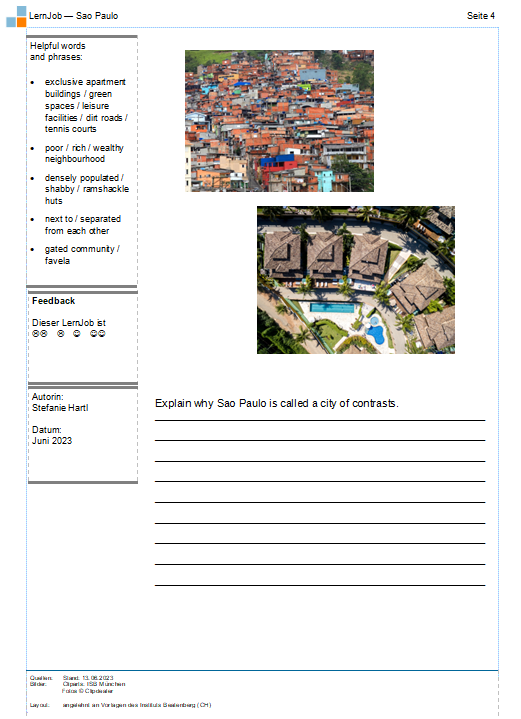 LernJob — Sao Paulo
Seite 4
Helpful words
and phrases:
• exclusive apartment
buildings / green
spaces / leisure
facilities / dirt roads /
tennis courts
• poor / rich / wealthy
neighbourhood
• densely populated /
shabby / ramshackle
huts
• next to / separated
from each other
• gated community /
favela
Feedback
Dieser LernJob ist
☹☹ ☹ ☺ ☺☺
Autorin:
Stefanie Hartl
Datum:
Juni 2023
Explain why Sao Paulo is called a city of contrasts.
Quellen: Stand: 13.06.2023
Bilder: Cliparts: ISB München
Fotos © Clipdealer
Layout: angelehnt an Vorlagen des Instituts Beatenberg (CH)